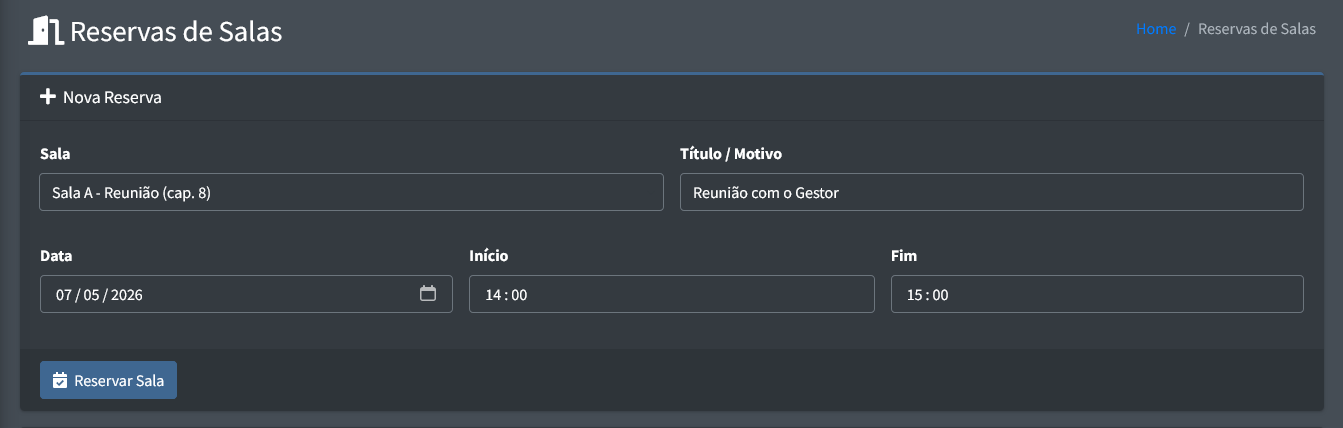 Reservas de Salas
Home / Reservas de Salas
Nova Reserva
Sala
Título / Motivo
Sala A - Reunião (cap. 8)
Reunião com o Gestor
Data
Início
Fim
07 / 05 / 2026
14 : 00
15 : 00
Reservar Sala